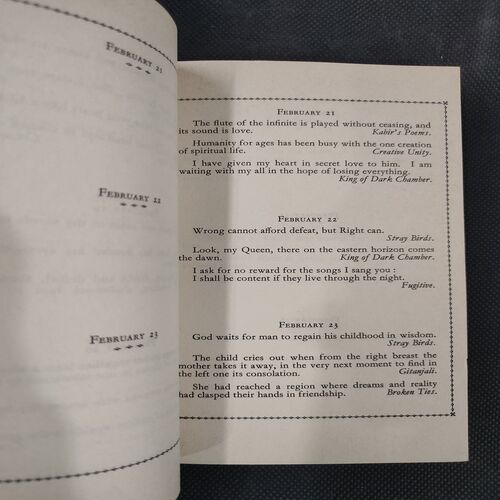 February 21
February 22
February 23
February 21
The flute of the infinite is played without ceasing, and
its sound is love. Kabir's Poems.
Humanity for ages has been busy with the one creation
of spiritual life. Creative Unity.
I have given my heart in secret love to him. I am
waiting with my all in the hope of losing everything.
King of Dark Chamber.
February 22
Wrong cannot afford defeat, but Right can.
Stray Birds.
Look, my Queen, there on the eastern horizon comes
the dawn. King of Dark Chamber.
I ask for no reward for the songs I sang you :
I shall be content if they live through the night.
Fugitive.
February 23
God waits for man to regain his childhood in wisdom.
Stray Birds.
The child cries out when from the right breast the
mother takes it away, in the very next moment to find in
the left one its consolation. Gitanjali.
She had reached a region where dreams and reality
had clasped their hands in friendship. Broken Ties.